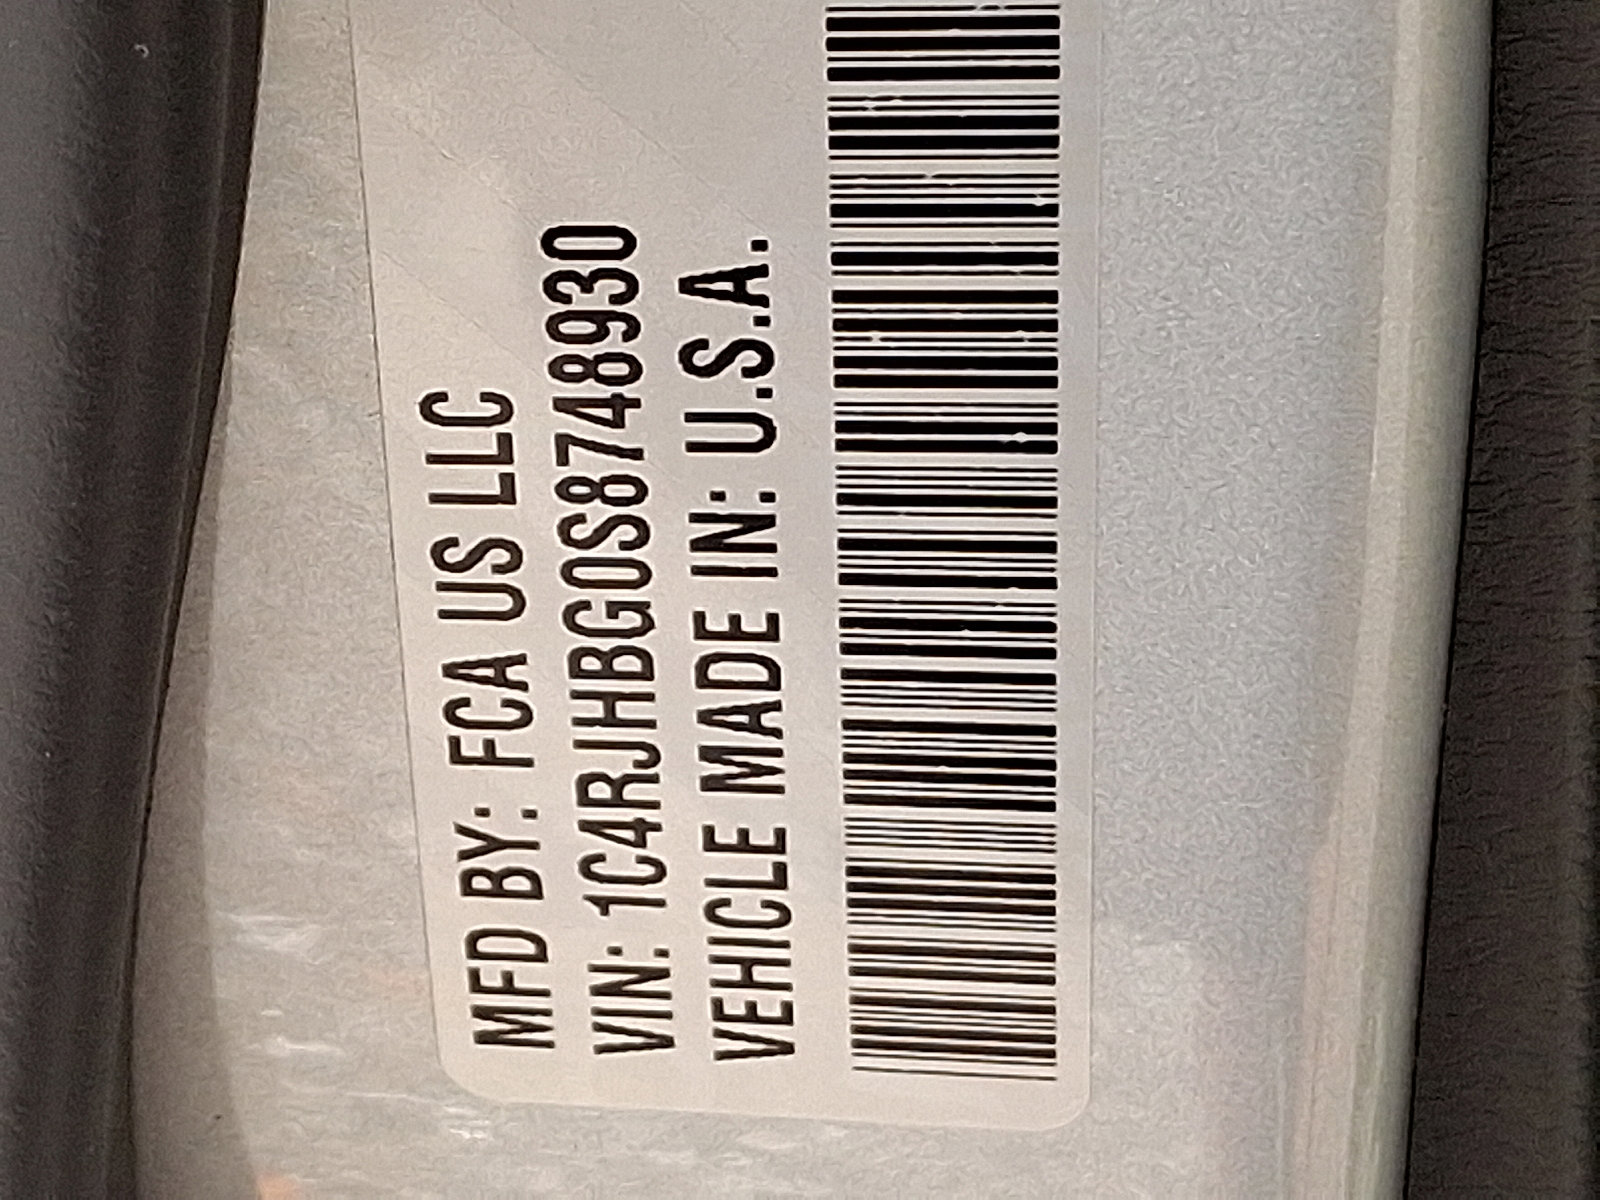 MFD BY: FCA US LLC
VIN: 1C4RJHBG0S8748930
VEHICLE MADE IN: U.S.A.